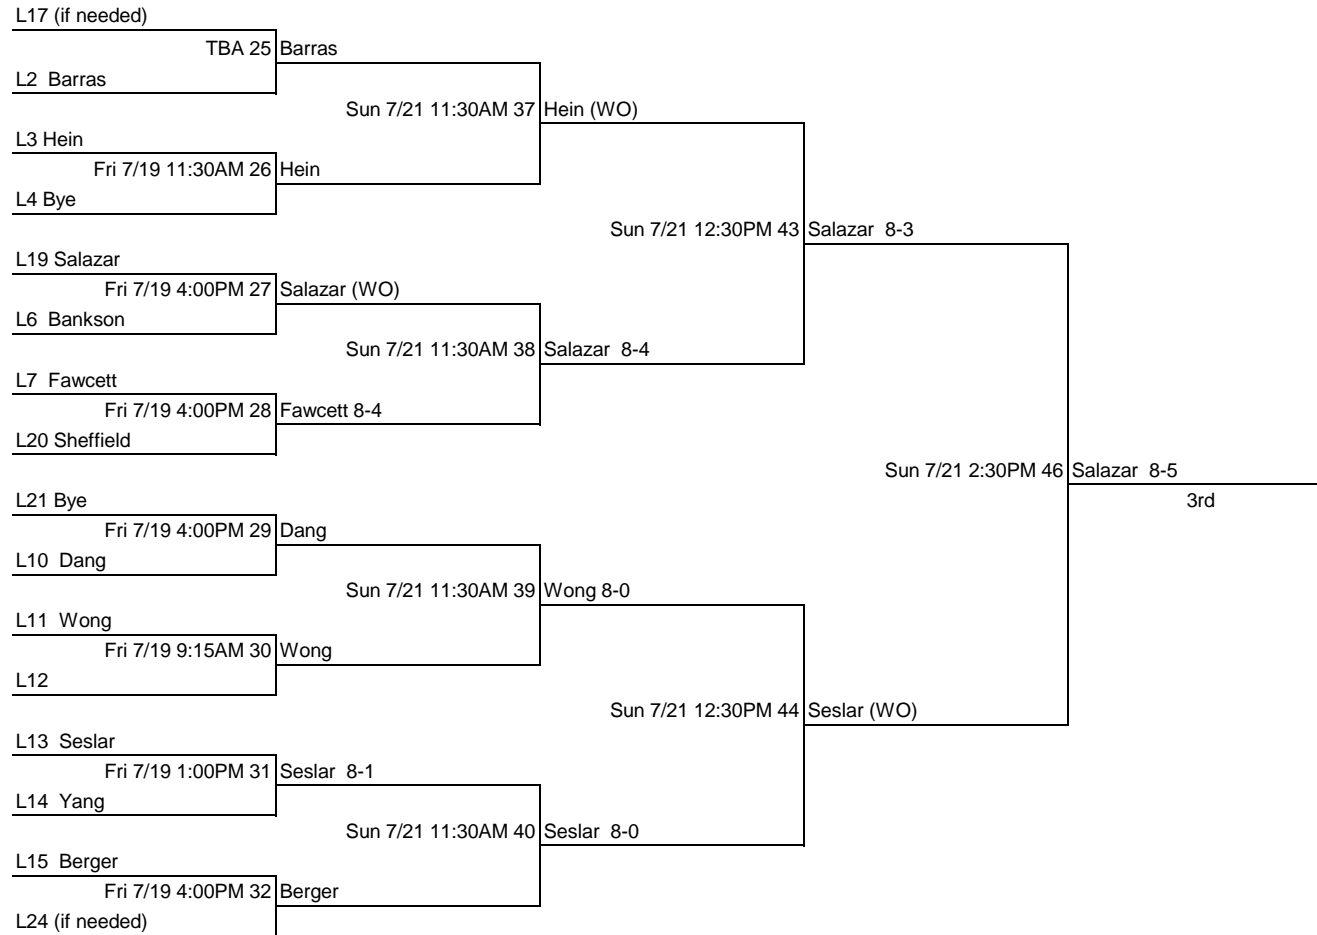 L17 (if needed)
TBA 25 Barras
L2 Barras
Sun 7/21 11:30AM 37 Hein (WO)
L3 Hein
Fri 7/19 11:30AM 26 Hein
L4 Bye
Sun 7/21 12:30PM 43 Salazar 8-3
L19 Salazar
Fri 7/19 4:00PM 27 Salazar (WO)
L6 Bankson
Sun 7/21 11:30AM 38 Salazar 8-4
L7 Fawcett
Fri 7/19 4:00PM 28 Fawcett 8-4
L20 Sheffield
Sun 7/21 2:30PM 46 Salazar 8-5
L21 Bye
3rd
Fri 7/19 4:00PM 29 Dang
L10 Dang
Sun 7/21 11:30AM 39 Wong 8-0
L11 Wong
Fri 7/19 9:15AM 30 Wong
L12
Sun 7/21 12:30PM 44 Seslar (WO)
L13 Seslar
Fri 7/19 1:00PM 31 Seslar 8-1
L14 Yang
Sun 7/21 11:30AM 40 Seslar 8-0
L15 Berger
Fri 7/19 4:00PM 32 Berger
L24 (if needed)